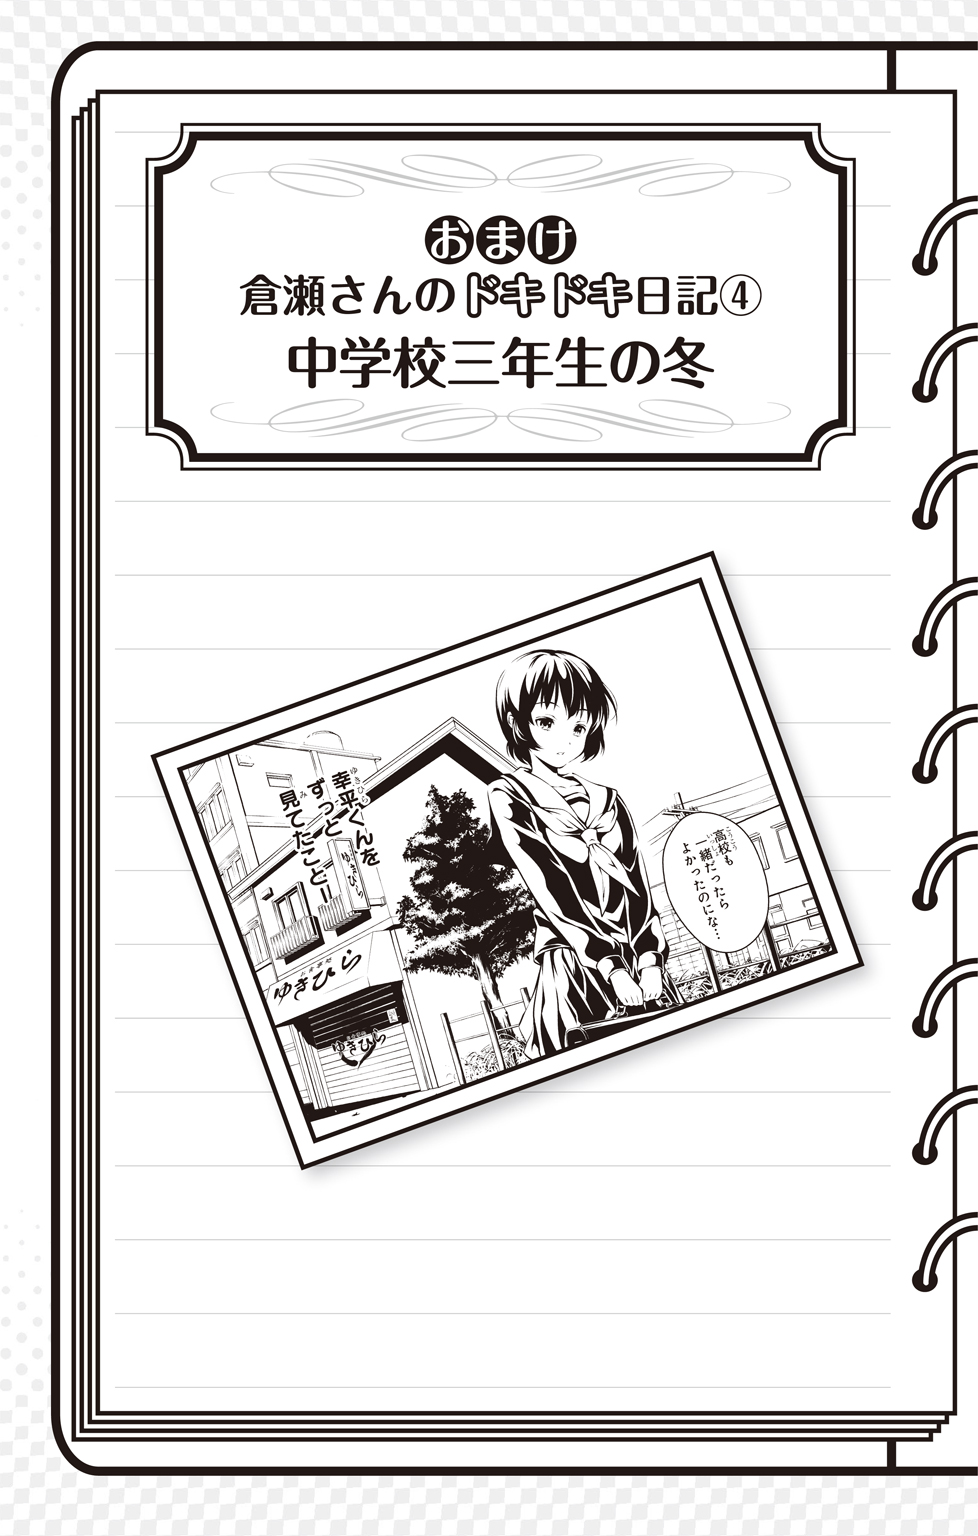 おまけ
倉瀬さんのドキドキ日記④
中学校三年生の冬
高校も
一緒だったら
よかったのにな…
幸平くんを
ずっと
見てたこと=
ゆきひら
ゆきひら
ゆきひら